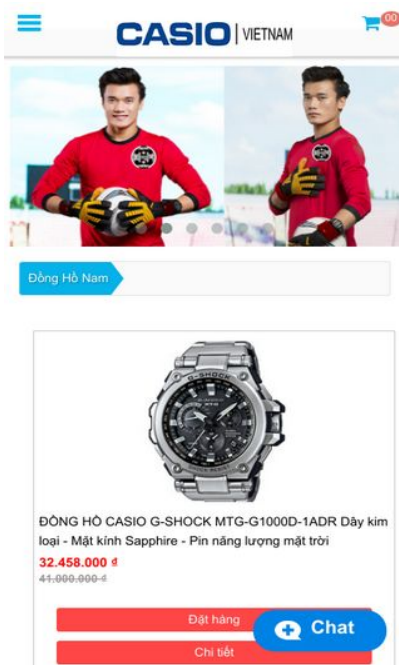 CASIO | VIETNAM
00
Đồng Hồ Nam
G-SHOCK
ĐỒNG HỒ CASIO G-SHOCK MTG-G1000D-1ADR Dây kim
loại - Mặt kính Sapphire - Pin năng lượng mặt trời
32.458.000 đ
41.000.000 đ
Đặt hàng
Chat
Chi tiết